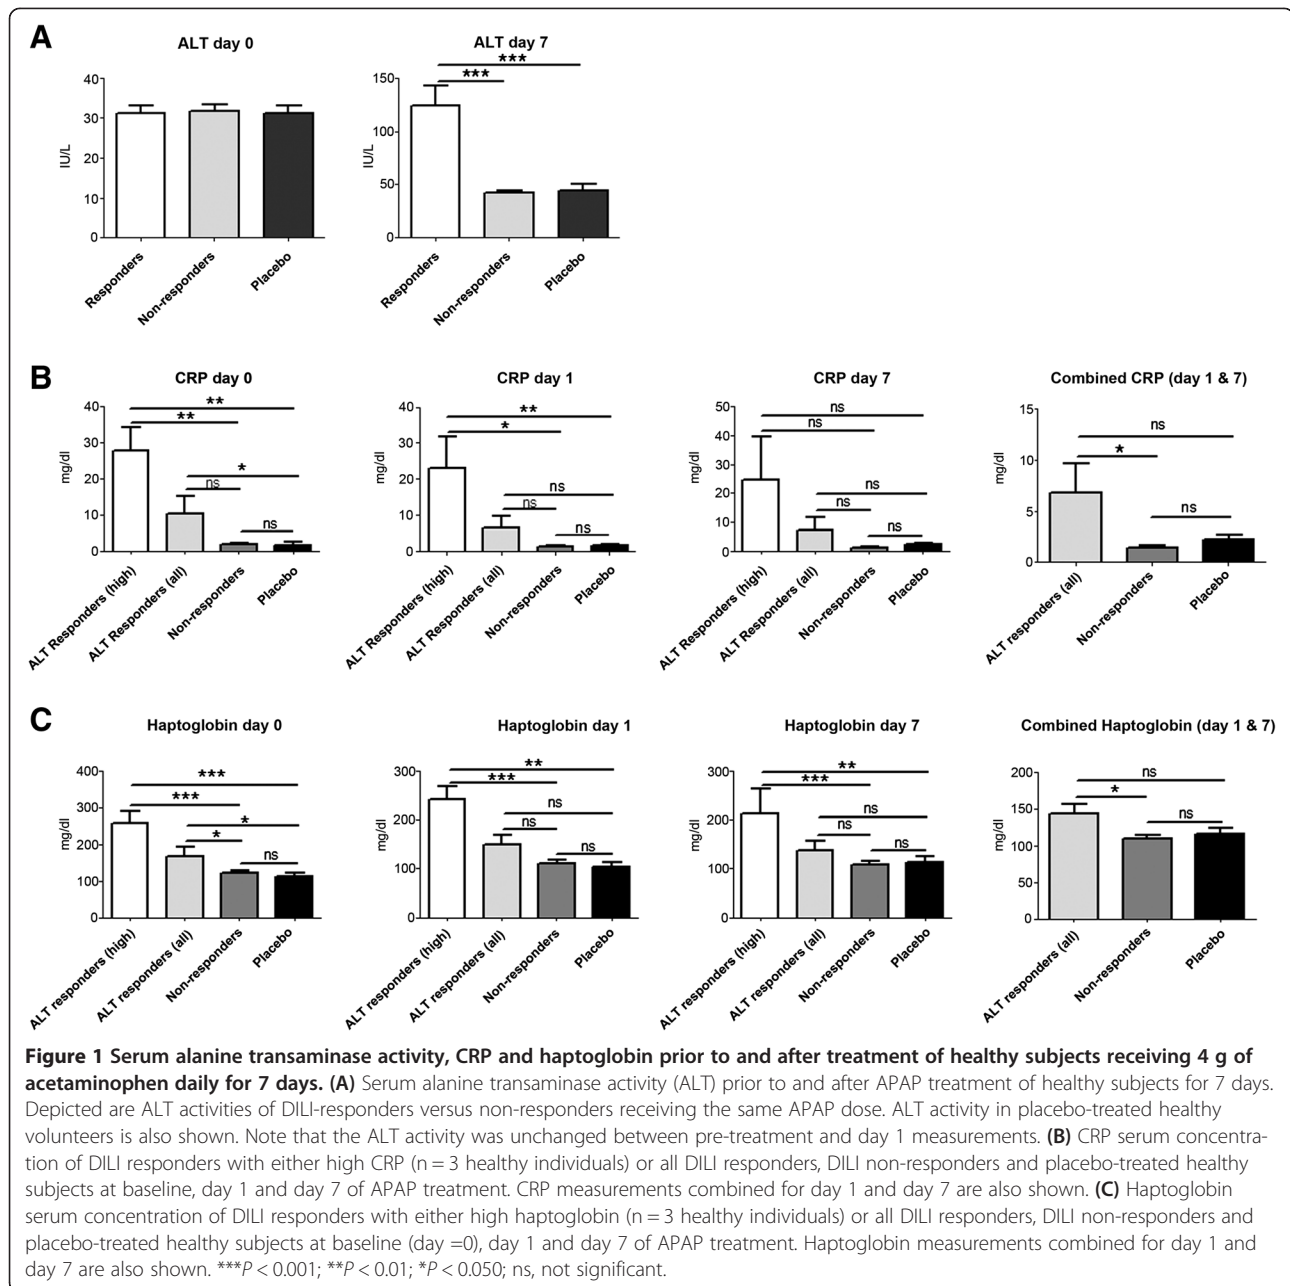 A
ALT day 0
ALT day 7
***
***
40
30
20
10
0
IU/L
150
100
50
0
IU/L
Responders
Non-responders
Placebo
Responders
Non-responders
Placebo
B
CRP day 0
CRP day 1
CRP day 7
Combined CRP (day 1 & 7)
40
30
20
10
0
mg/dl
**
**
*
ns
ns
ALT Responders (high)
ALT Responders (all)
Non-responders
Placebo
40
30
20
10
0
mg/dl
**
*
ns
ns
ns
ALT Responders (high)
ALT Responders (all)
Non-responders
Placebo
50
40
30
20
10
0
mg/dl
ns
ns
ns
ns
ns
ALT Responders (high)
ALT Responders (all)
Non-responders
Placebo
15
10
5
0
mg/dl
ns
*
ns
ALT responders (all)
Non-responders
Placebo
C
Haptoglobin day 0
Haptoglobin day 1
Haptoglobin day 7
Combined Haptoglobin (day 1 & 7)
400
300
200
100
0
mg/dl
***
***
*
*
ns
ALT responders (high)
ALT responders (all)
Non-responders
Placebo
300
200
100
0
mg/dl
**
***
ns
ns
ns
ALT responders (high)
ALT responders (all)
Non-responders
Placebo
300
200
100
0
mg/dl
**
***
ns
ns
ns
ALT responders (high)
ALT responders (all)
Non-responders
Placebo
200
150
100
50
0
mg/dl
ns
*
ns
ALT responders (all)
Non-responders
Placebo
Figure 1 Serum alanine transaminase activity, CRP and haptoglobin prior to and after treatment of healthy subjects receiving 4 g of
acetaminophen daily for 7 days. (A) Serum alanine transaminase activity (ALT) prior to and after APAP treatment of healthy subjects for 7 days.
Depicted are ALT activities of DILI-responders versus non-responders receiving the same APAP dose. ALT activity in placebo-treated healthy
volunteers is also shown. Note that the ALT activity was unchanged between pre-treatment and day 1 measurements. (B) CRP serum concentra-
tion of DILI responders with either high CRP (n = 3 healthy individuals) or all DILI responders, DILI non-responders and placebo-treated healthy
subjects at baseline, day 1 and day 7 of APAP treatment. CRP measurements combined for day 1 and day 7 are also shown. (C) Haptoglobin
serum concentration of DILI responders with either high haptoglobin (n = 3 healthy individuals) or all DILI responders, DILI non-responders and
placebo-treated healthy subjects at baseline (day =0), day 1 and day 7 of APAP treatment. Haptoglobin measurements combined for day 1 and
day 7 are also shown. ***P < 0.001; **P < 0.01; *P < 0.050; ns, not significant.